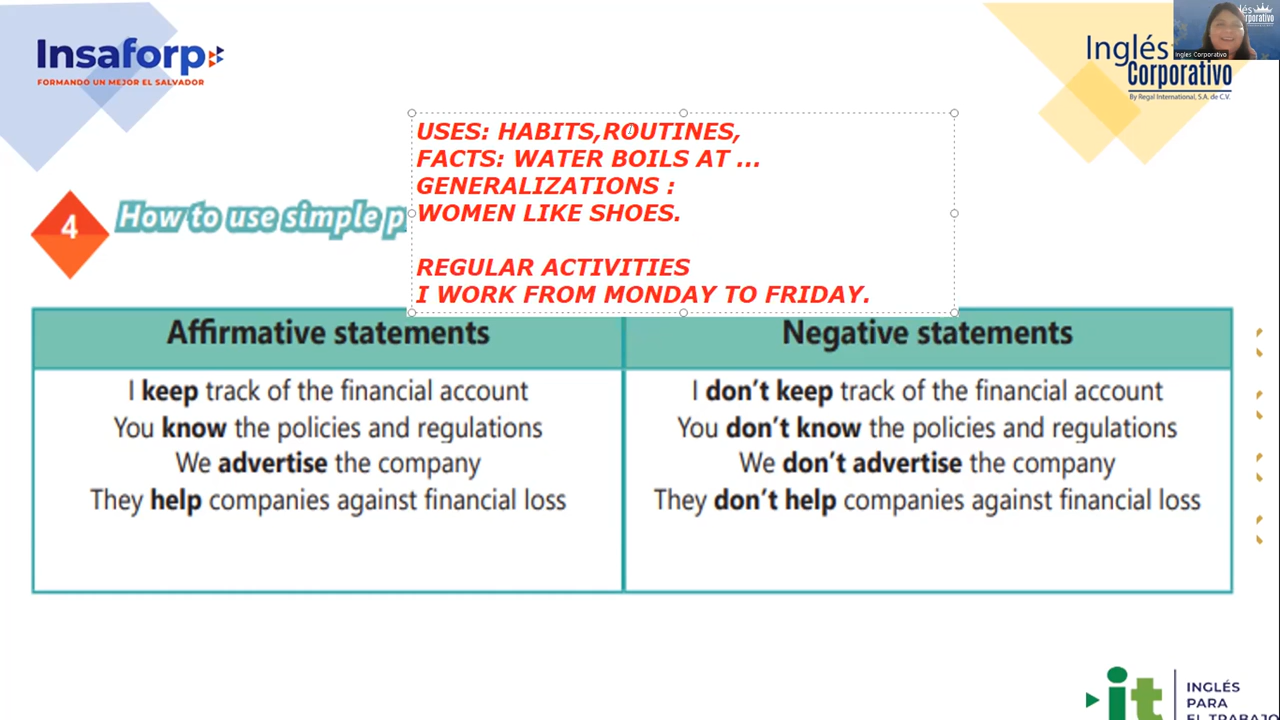 Insaforp
FORMANDO UN MEJOR EL SALVADOR
Inglés
Corporativo
By Regal International, S.A. de C.V.
Ingles Corporativo
USES: HABITS,ROUTINES,
FACTS: WATER BOILS AT ...
GENERALIZATIONS :
WOMEN LIKE SHOES.
REGULAR ACTIVITIES
I WORK FROM MONDAY TO FRIDAY.
4
How to use simple p
Affirmative statements
I keep track of the financial account
You know the policies and regulations
We advertise the company
They help companies against financial loss
Negative statements
I don't keep track of the financial account
You don't know the policies and regulations
We don't advertise the company
They don't help companies against financial loss
it
INGLÉS
PARA
EL TRABAJO